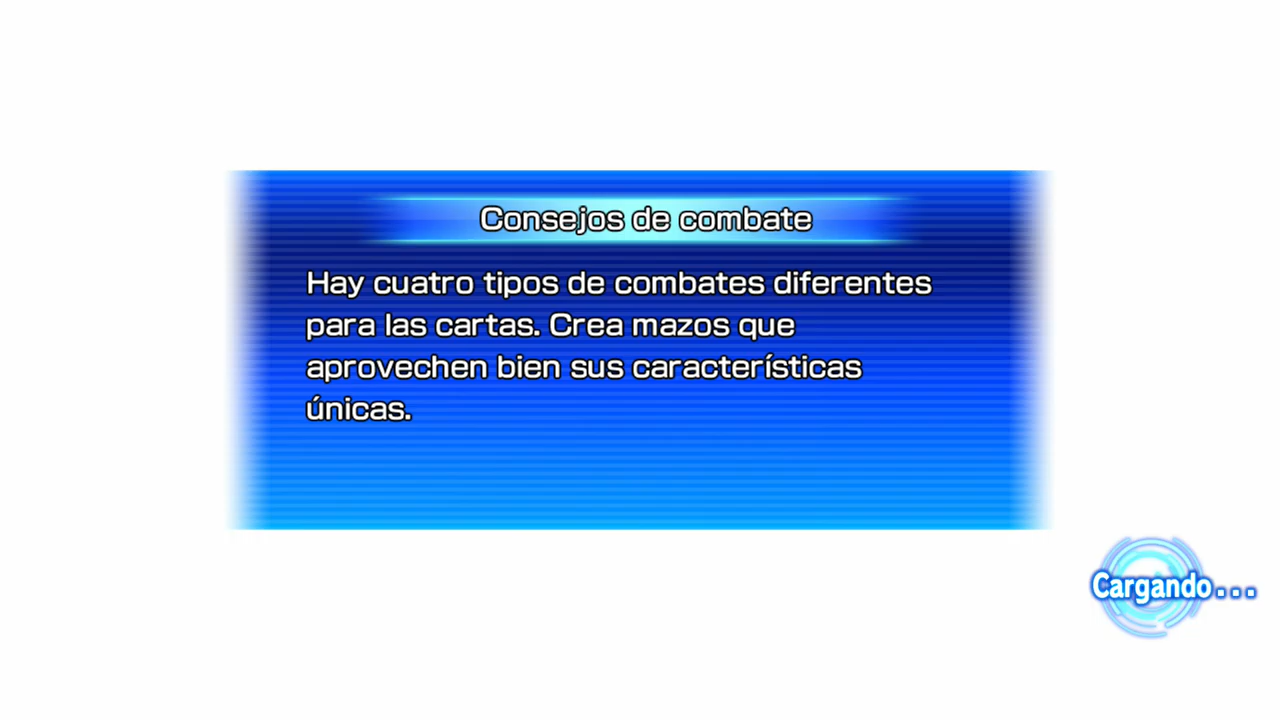 Consejos de combate
Hay cuatro tipos de combates diferentes
para las cartas. Crea mazos que
aprovechen bien sus características
únicas.
Cargando...